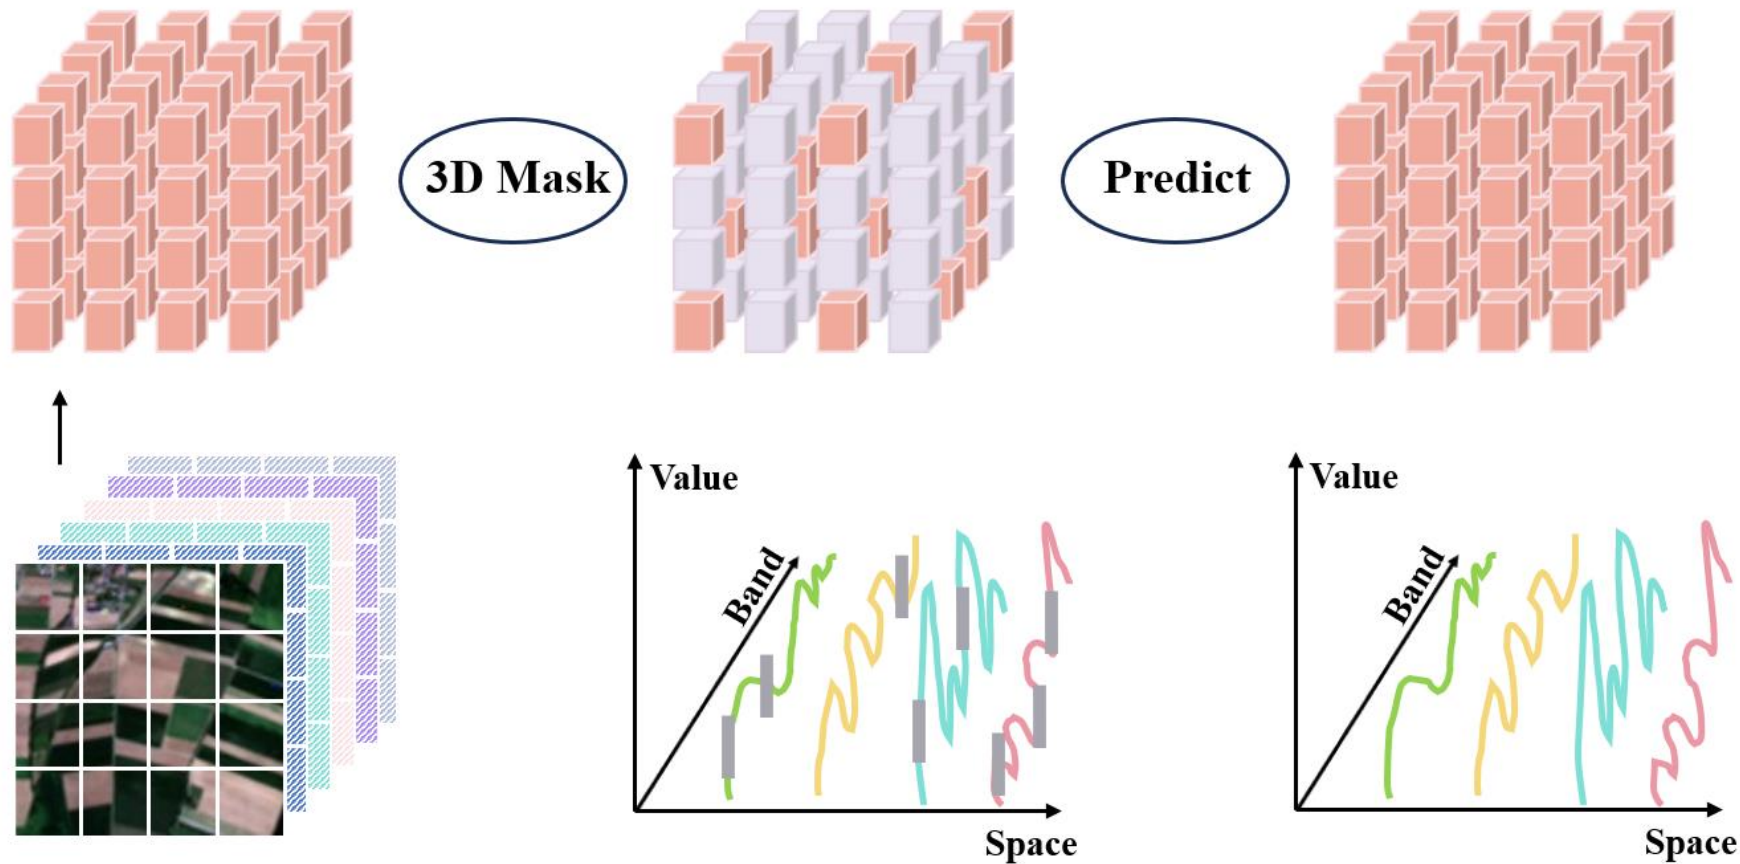 3D Mask
Predict
Value
Band
Space
Value
Band
Space